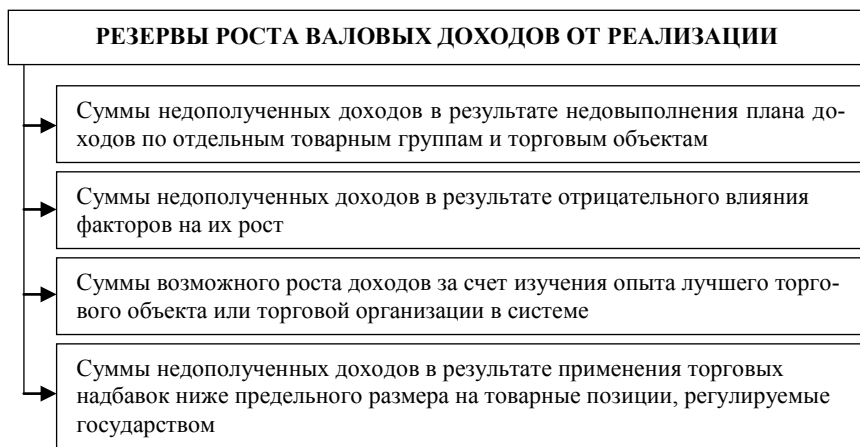 РЕЗЕРВЫ РОСТА ВАЛОВЫХ ДОХОДОВ ОТ РЕАЛИЗАЦИИ
Суммы недополученных доходов в результате недовыполнения плана до-
ходов по отдельным товарным группам и торговым объектам
Суммы недополученных доходов в результате отрицательного влияния
факторов на их рост
Суммы возможного роста доходов за счет изучения опыта лучшего торго-
вого объекта или торговой организации в системе
Суммы недополученных доходов в результате применения торговых
надбавок ниже предельного размера на товарные позиции, регулируемые
государством